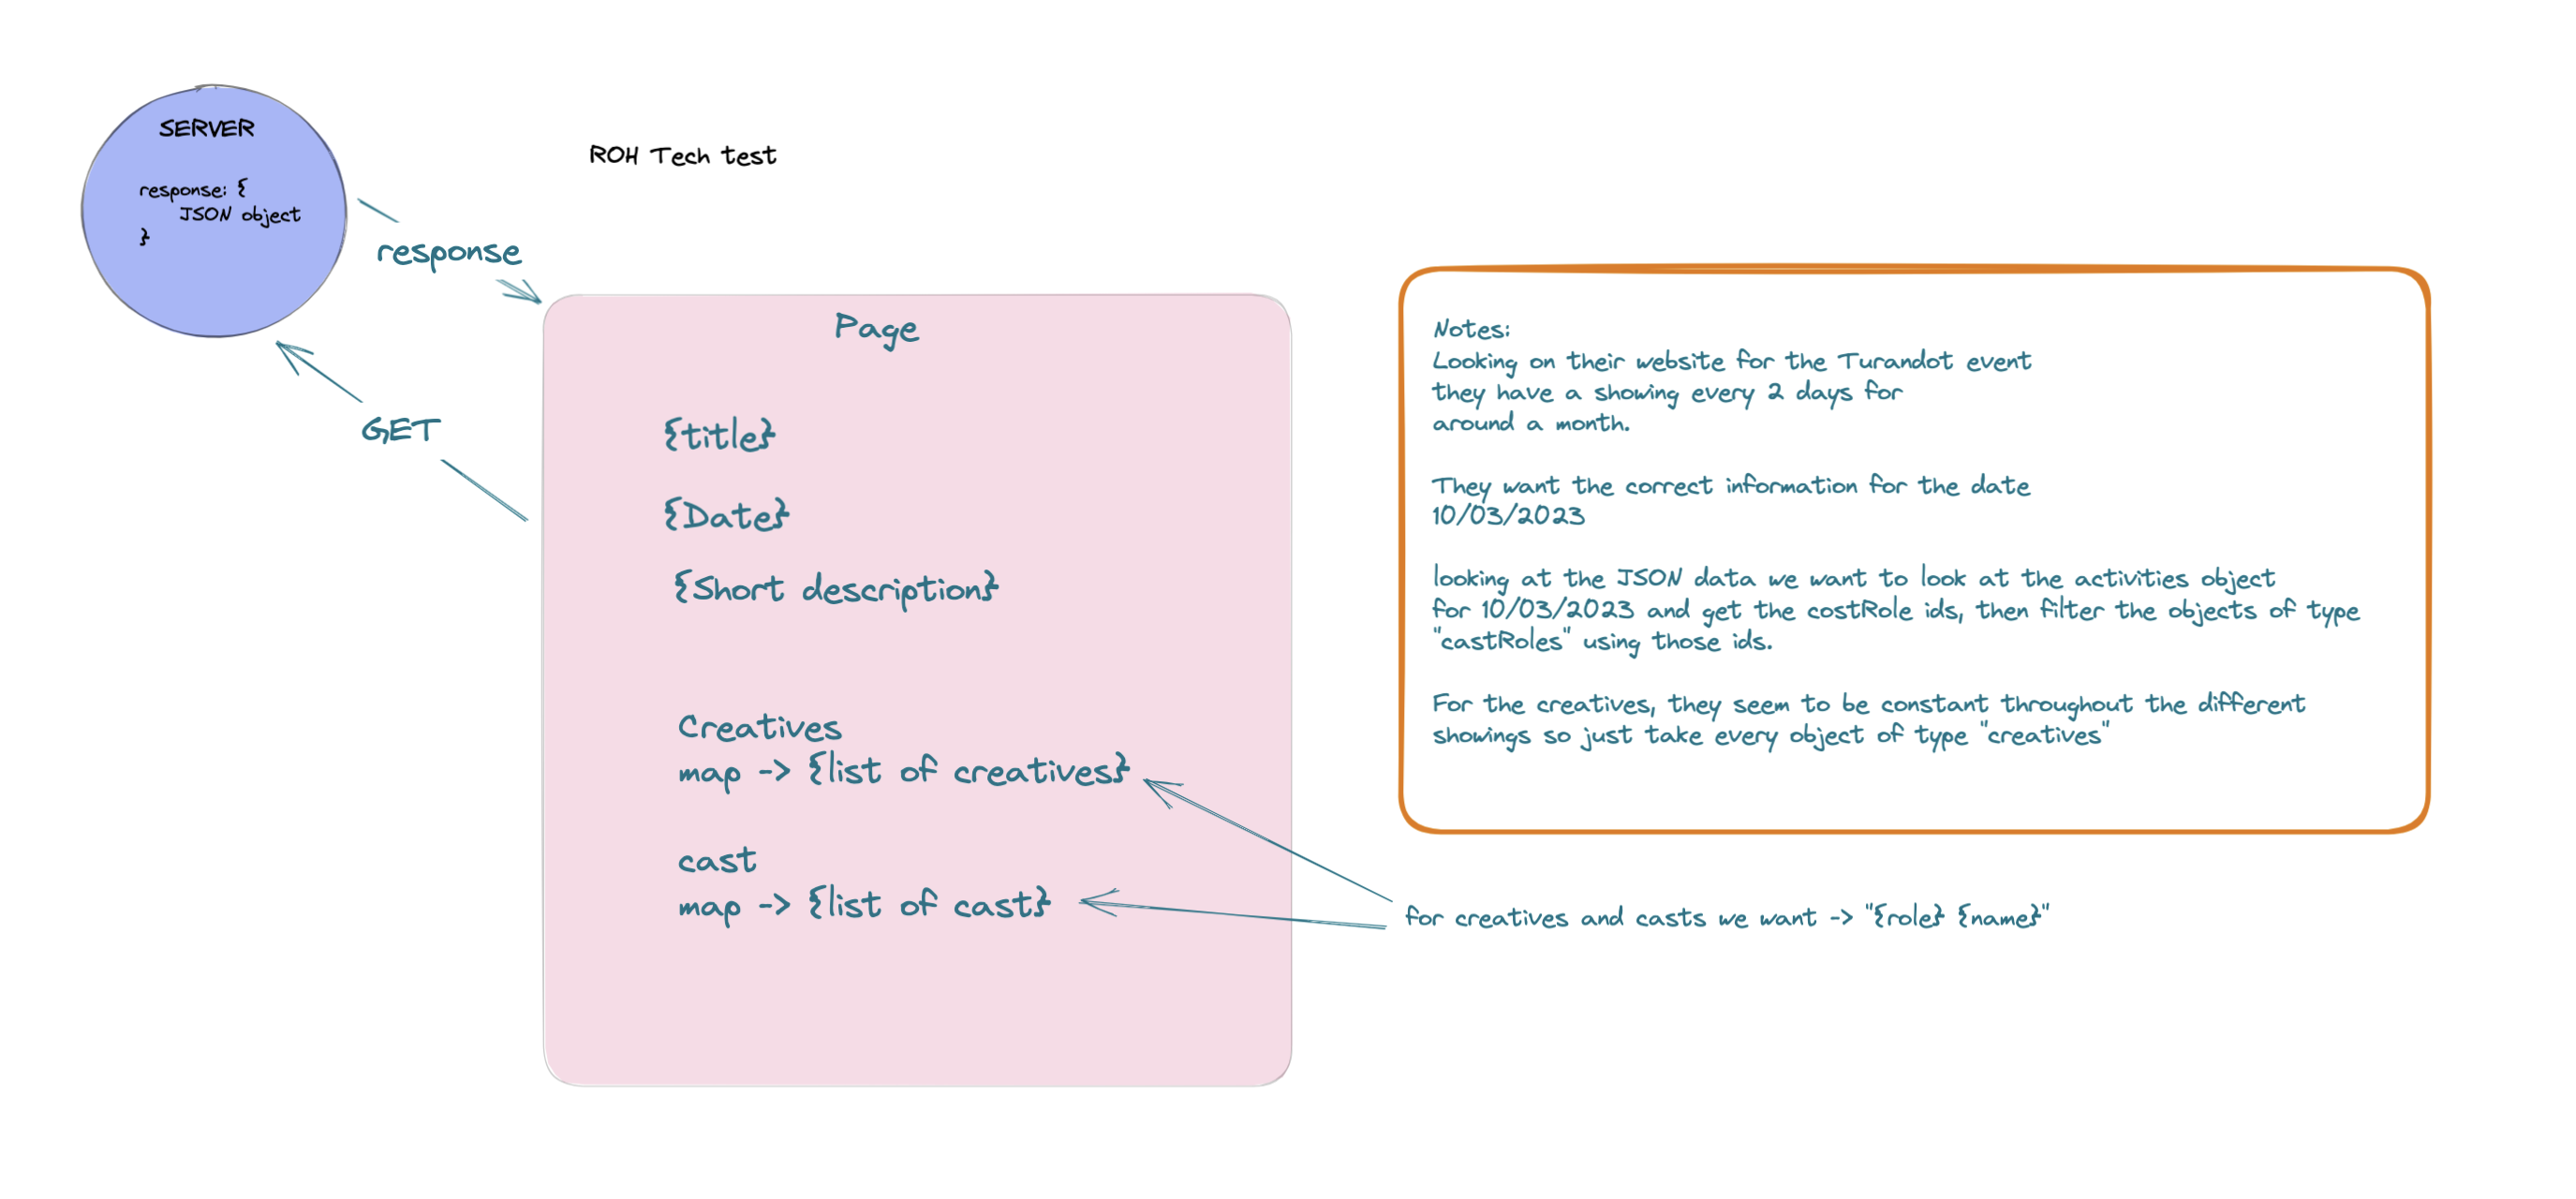 SERVER
response: {
JSON object
}
ROH Tech test
response
GET
Page
{title}
{Date}
{Short description}
Creatives
map -> {list of creatives}
cast
map -> {list of cast}
Notes:
Looking on their website for the Turandot event
they have a showing every 2 days for
around a month.
They want the correct information for the date
10/03/2023
looking at the JSON data we want to look at the activities object
for 10/03/2023 and get the costRole ids, then filter the objects of type
"castRoles" using those ids.
For the creatives, they seem to be constant throughout the different
showings so just take every object of type "creatives"
for creatives and casts we want -> "{role} {name}"